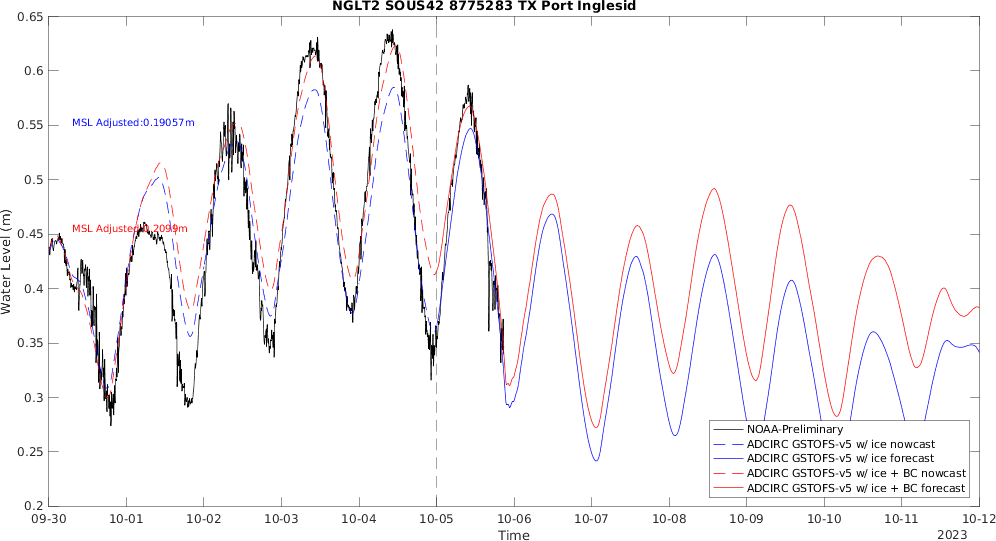 NGLT2 SOUS42 8775283 TX Port Inglesid
Water Level (m)
0.65
0.6
0.55
0.5
0.45
0.4
0.35
0.3
0.25
0.2
MSL Adjusted:0.19057m
MSL Adjusted:0.2099m
NOAA-Preliminary
ADCIRC GSTOFS-v5 w/ ice nowcast
ADCIRC GSTOFS-v5 w/ ice forecast
ADCIRC GSTOFS-v5 w/ ice + BC nowcast
ADCIRC GSTOFS-v5 w/ ice + BC forecast
09-30 10-01 10-02 10-03 10-04 10-05 10-06 10-07 10-08 10-09 10-10 10-11 10-12
Time
2023